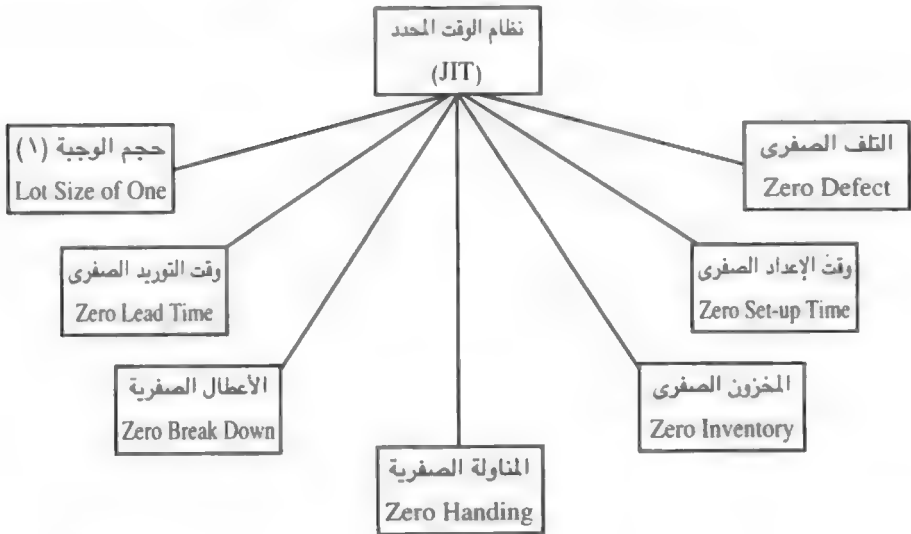 نظام الوقت المحدد
(JIT)
التلف الصفرى
Zero Defect
حجم الوجبة (١)
Lot Size of One
وقت الإعداد الصفرى
Zero Set-up Time
وقت التوريد الصفرى
Zero Lead Time
المخزون الصفرى
Zero Inventory
الأعطال الصفرية
Zero Break Down
المناولة الصفرية
Zero Handing